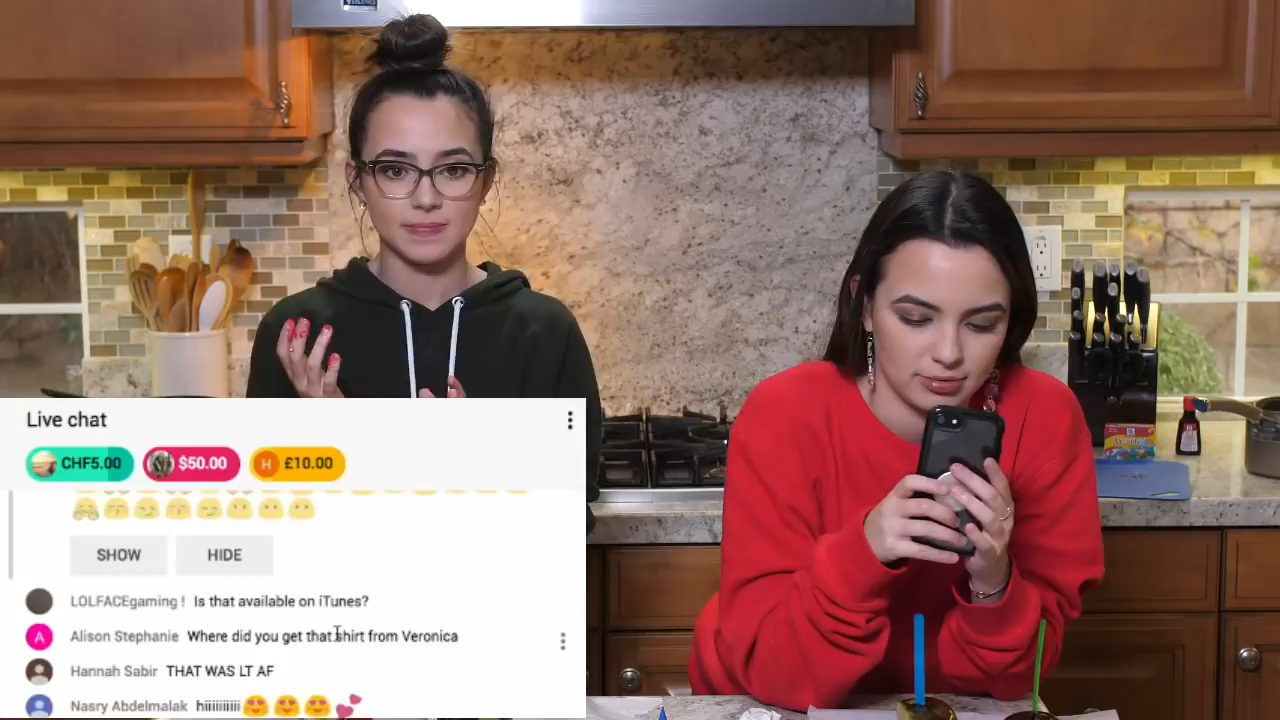 Live chat
CHF5.00 $50.00 H £10.00
SHOW HIDE
LOLFACEgaming ! Is that available on iTunes?
A Alison Stephanie Where did you get that shirt from Veronica
Hannah Sabir THAT WAS LT AF
Nasry Abdelmalak hiiiiiiiiiii 😍 😍 😍 💕